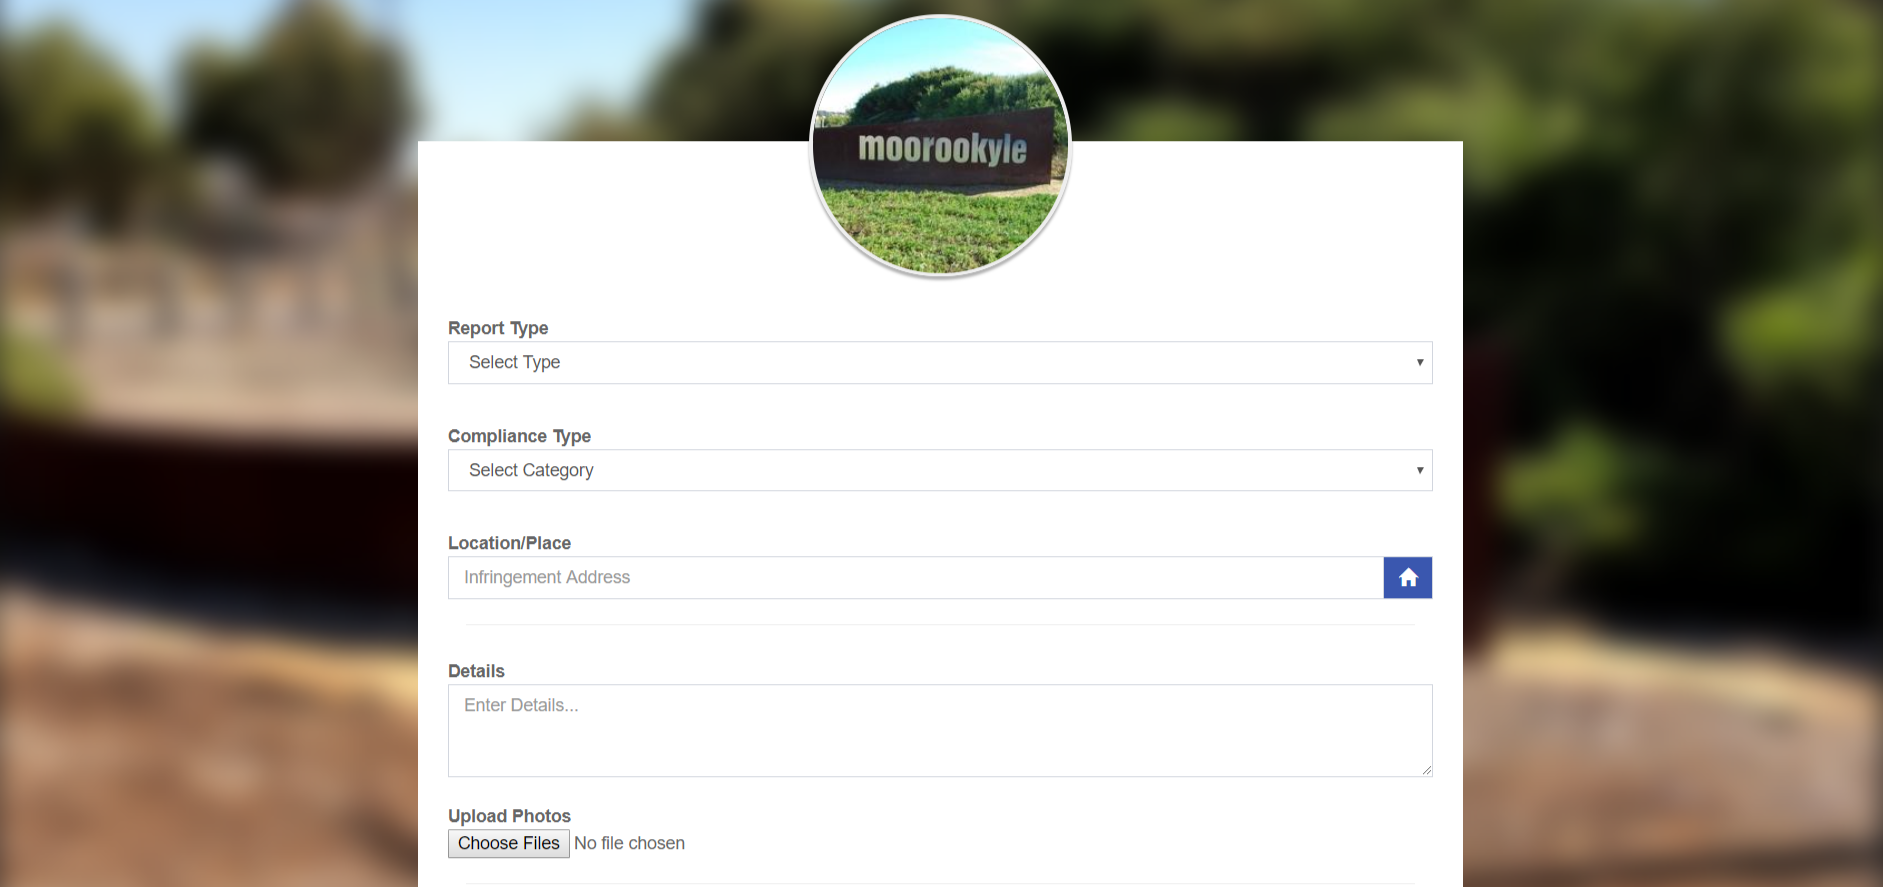 moorookyle
Report Type
Select Type
Compliance Type
Select Category
Location/Place
Infringement Address
Details
Enter Details...
Upload Photos
Choose Files No file chosen